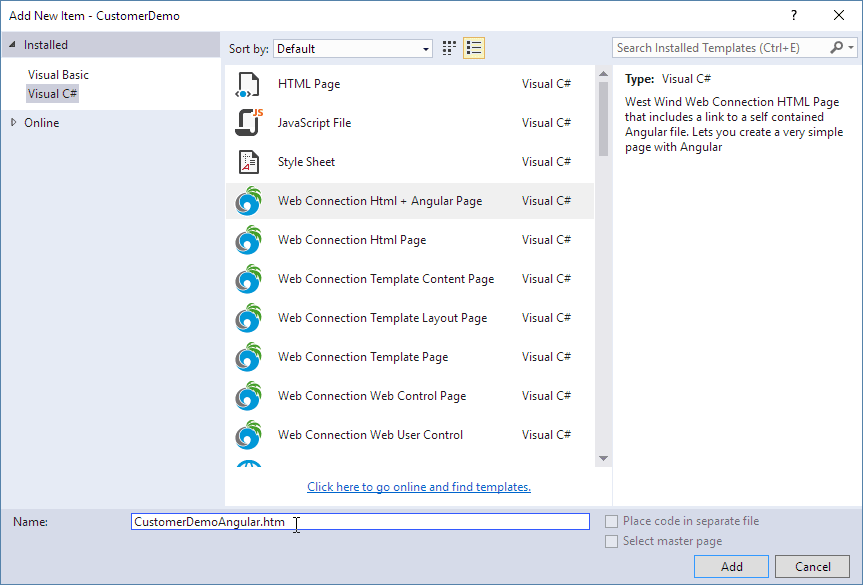 Add New Item - CustomerDemo
?
Installed
Sort by: Default
Search Installed Templates (Ctrl+E)
Visual Basic
Visual C#
Online
HTML Page Visual C#
JS
JavaScript File Visual C#
Style Sheet Visual C#
Web Connection Html + Angular Page Visual C#
Web Connection Html Page Visual C#
Web Connection Template Content Page Visual C#
Web Connection Template Layout Page Visual C#
Web Connection Template Page Visual C#
Web Connection Web Control Page Visual C#
Web Connection Web User Control Visual C#
Click here to go online and find templates.
Type: Visual C#
West Wind Web Connection HTML Page
that includes a link to a self contained
Angular file. Lets you create a very simple
page with Angular
Name: CustomerDemoAngular.htm
Place code in separate file
Select master page
Add Cancel